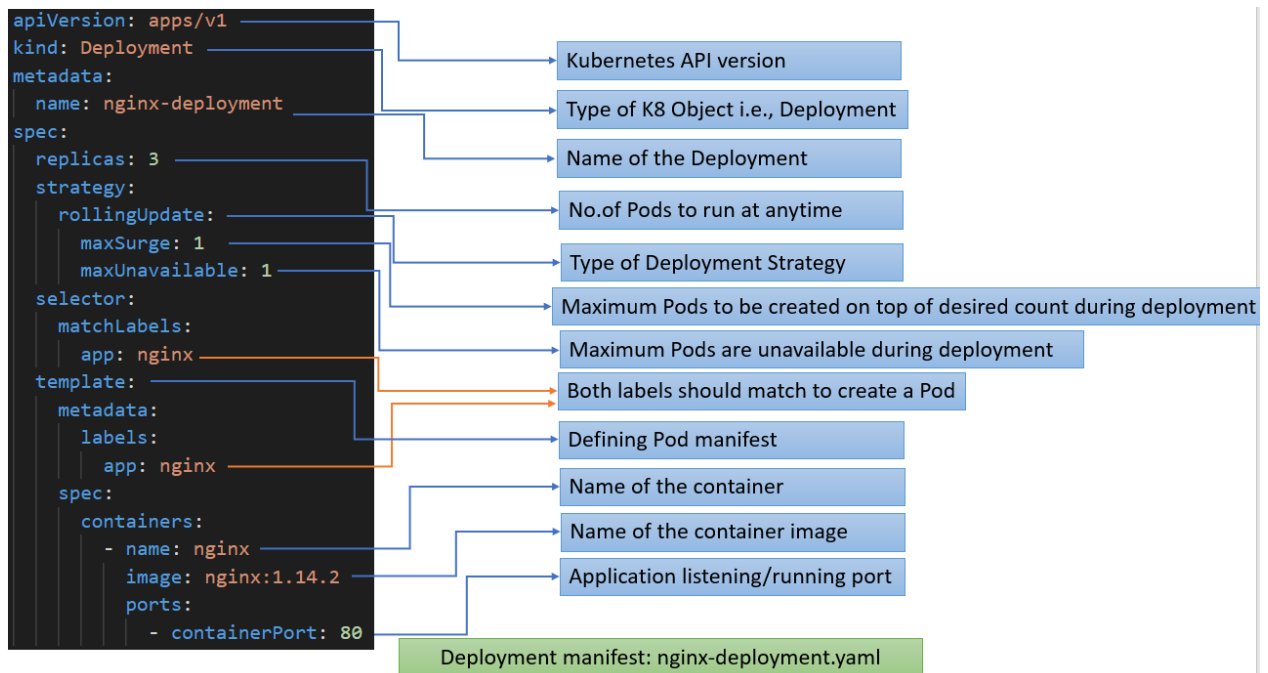 apiVersion: apps/v1
kind: Deployment
metadata:
  name: nginx-deployment
spec:
  replicas: 3
  strategy:
    rollingUpdate:
      maxSurge: 1
      maxUnavailable: 1
  selector:
    matchLabels:
      app: nginx
  template:
    metadata:
      labels:
        app: nginx
    spec:
      containers:
        - name: nginx
          image: nginx:1.14.2
          ports:
            - containerPort: 80
Kubernetes API version
Type of K8 Object i.e., Deployment
Name of the Deployment
No.of Pods to run at anytime
Type of Deployment Strategy
Maximum Pods to be created on top of desired count during deployment
Maximum Pods are unavailable during deployment
Both labels should match to create a Pod
Defining Pod manifest
Name of the container
Name of the container image
Application listening/running port
Deployment manifest: nginx-deployment.yaml